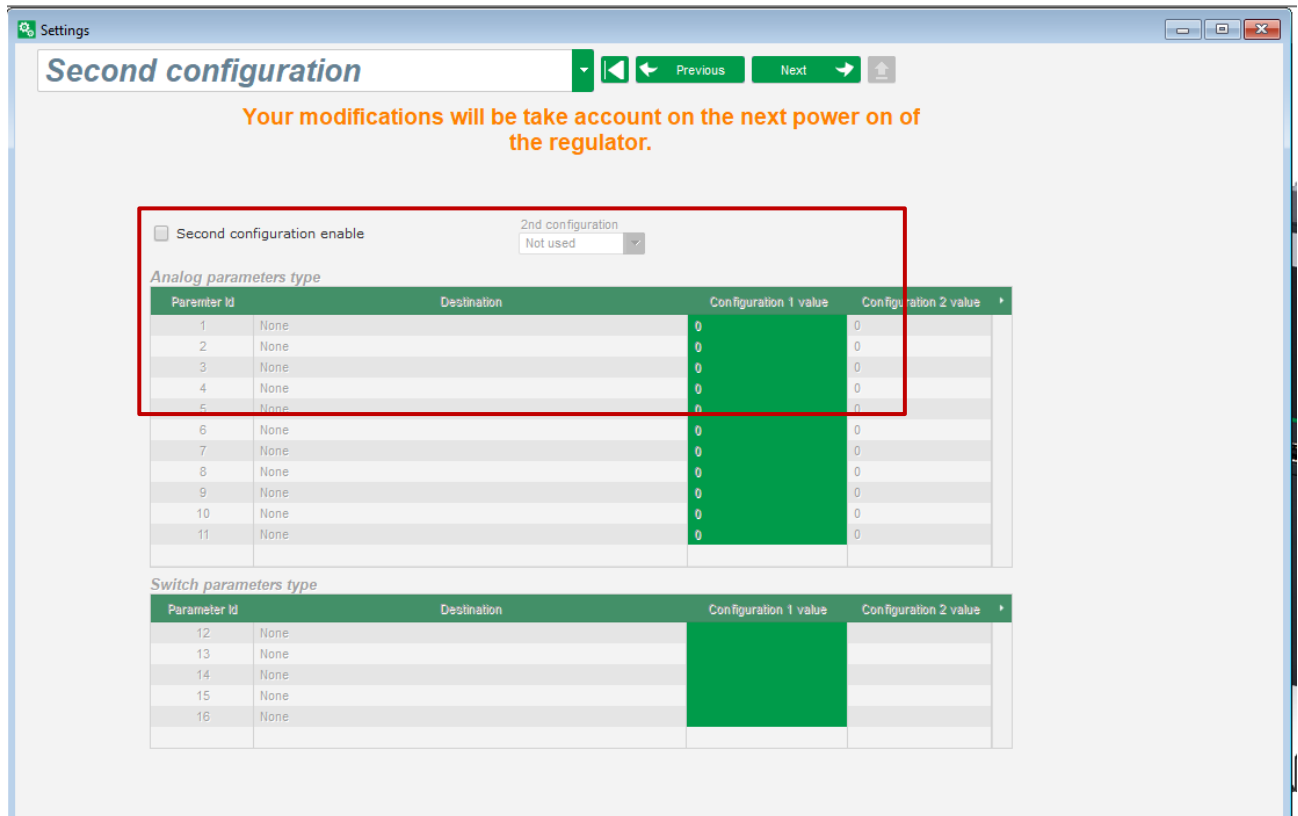 Settings
Second configuration
Previous
Next
Your modifications will be take account on the next power on of
the regulator.
Second configuration enable
2nd configuration
Not used
Analog parameters type
Paremter Id Destination Configuration 1 value Configuration 2 value
1 None 0 0
2 None 0 0
3 None 0 0
4 None 0 0
5 None 0 0
6 None 0 0
7 None 0 0
8 None 0 0
9 None 0 0
10 None 0 0
11 None 0 0
Switch parameters type
Parameter Id Destination Configuration 1 value Configuration 2 value
12 None
13 None
14 None
15 None
16 None